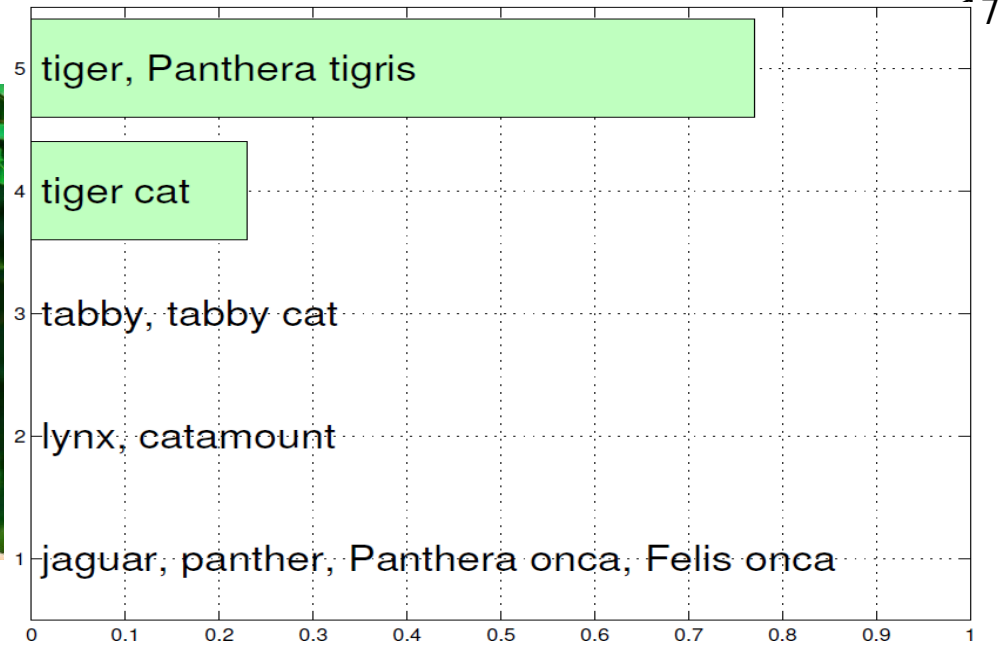 7
5 tiger, Panthera tigris
4 tiger cat
3 tabby, tabby cat
2 lynx, catamount
1 jaguar, panther, Panthera onca, Felis onca
0 0.1 0.2 0.3 0.4 0.5 0.6 0.7 0.8 0.9 1